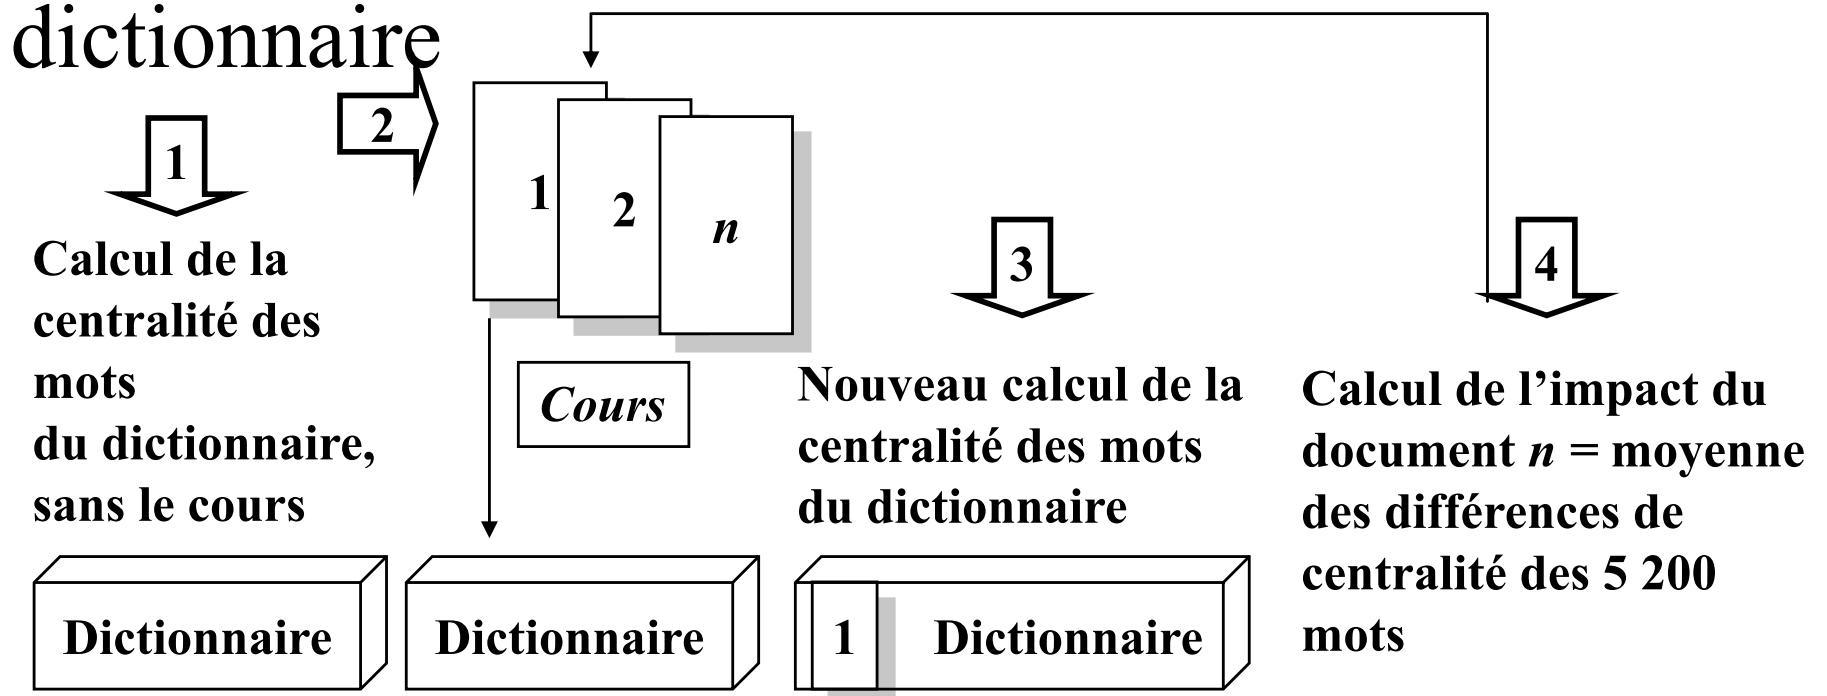 dictionnaire
1
Calcul de la
centralité des
mots
du dictionnaire,
sans le cours
Dictionnaire
2
1
2
n
Cours
Dictionnaire
3
Nouveau calcul de la
centralité des mots
du dictionnaire
1 Dictionnaire
4
Calcul de l’impact du
document n = moyenne
des différences de
centralité des 5 200
mots